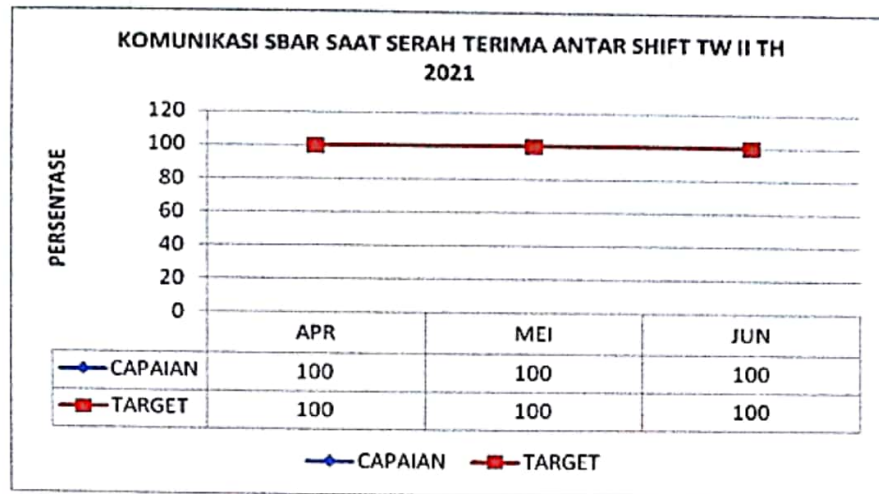 KOMUNIKASI SBAR SAAT SERAH TERIMA ANTAR SHIFT TW II TH
2021
PERSENTASE
120
100
80
60
40
20
0
APR MEI JUN
CAPAIAN 100 100 100
TARGET 100 100 100
CAPAIAN TARGET